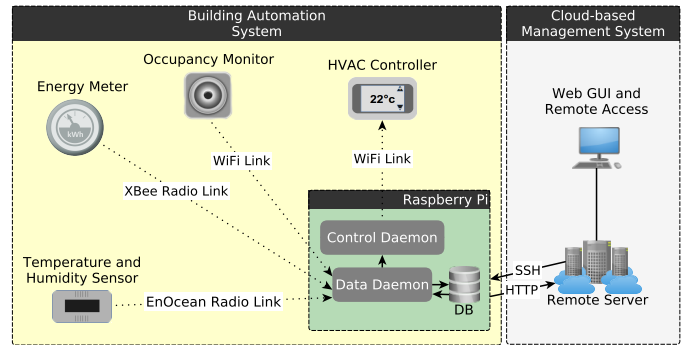 Building Automation
System
Cloud-based
Management System
Occupancy Monitor
HVAC Controller
Energy Meter
Web GUI and
Remote Access
22°c
kWh
WiFi Link
WiFi Link
XBee Radio Link
Raspberry Pi
Control Daemon
Temperature and
Humidity Sensor
SSH
Data Daemon
HTTP
EnOcean Radio Link
DB
Remote Server